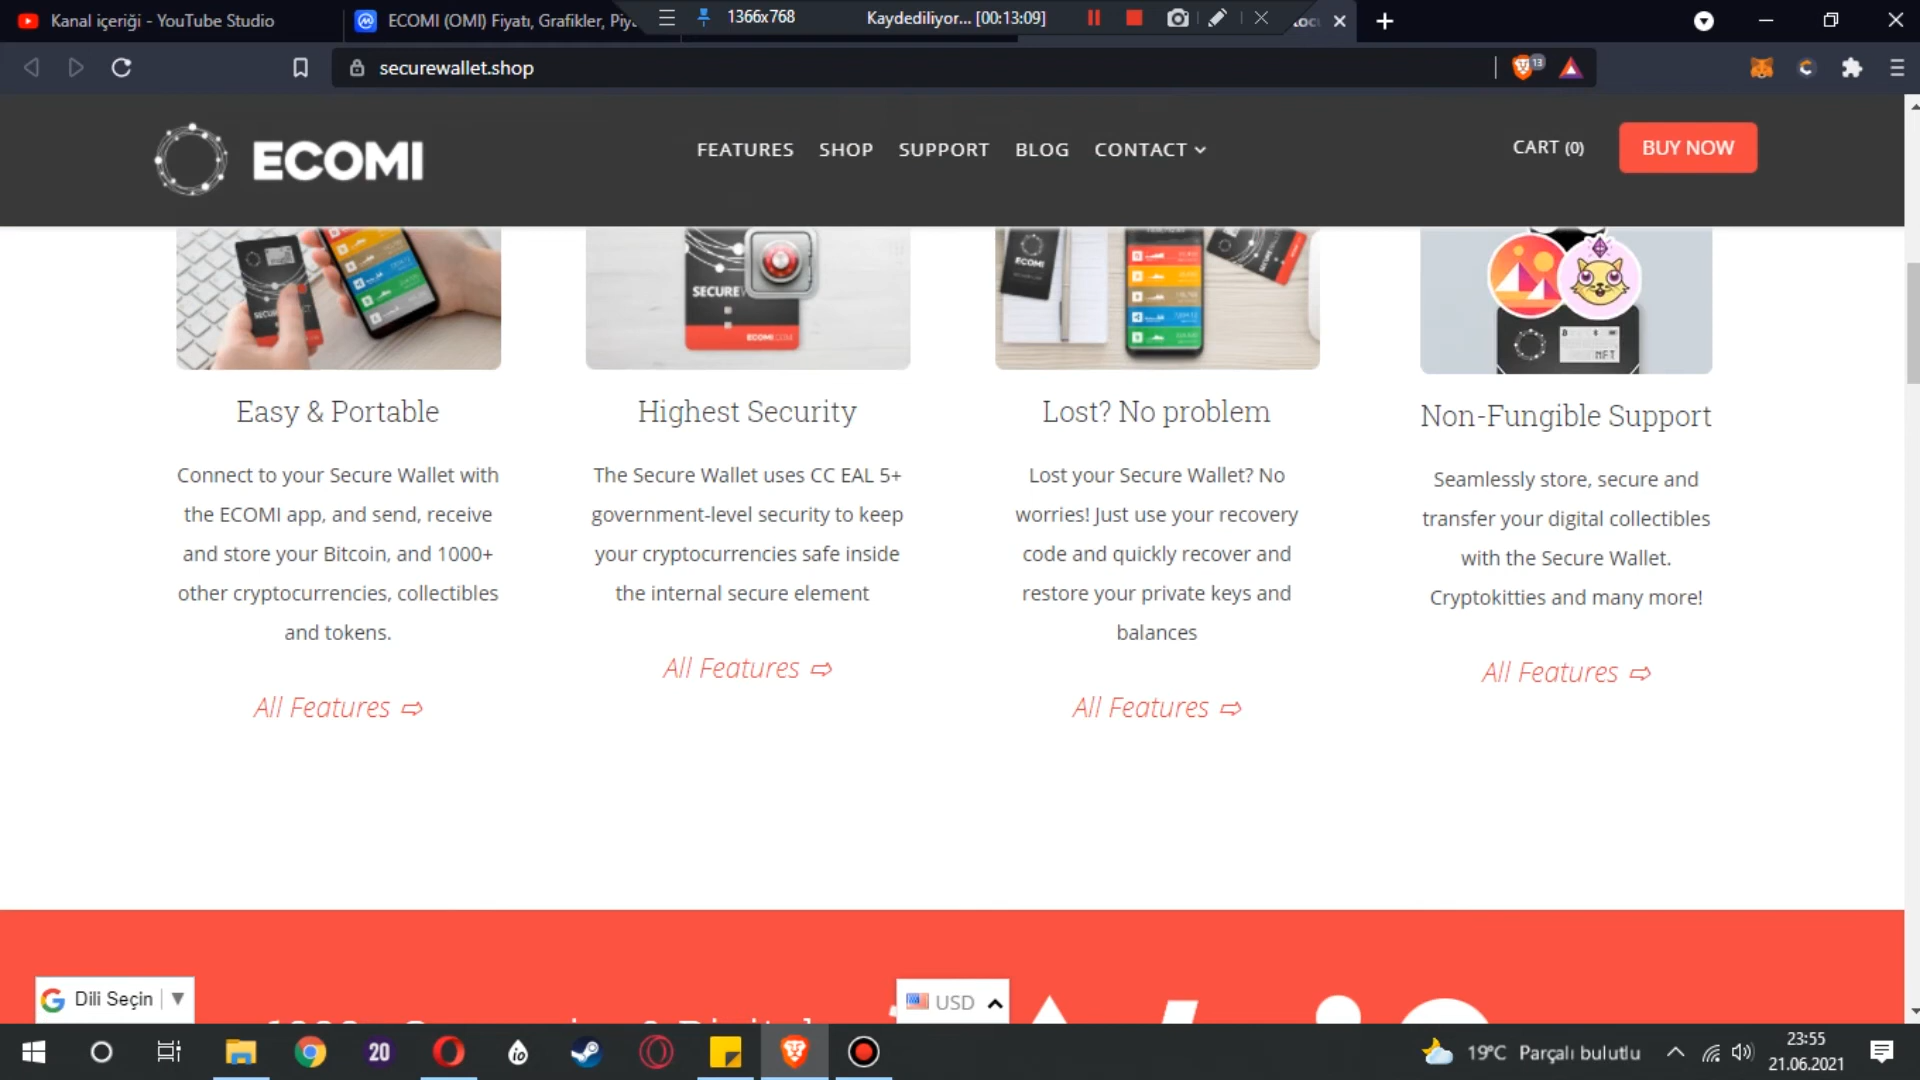 Kanal içeriği - YouTube Studio
ECOMI (OMI) Fiyatı, Grafikler, Piy
1366x768
Kaydediliyor... [00:13:09]
securewallet.shop
13
ECOMI
FEATURES
SHOP
SUPPORT
BLOG
CONTACT
CART (0)
BUY NOW
ECOMI
NFT
Easy & Portable
Connect to your Secure Wallet with
the ECOMI app, and send, receive
and store your Bitcoin, and 1000+
other cryptocurrencies, collectibles
and tokens.
All Features ⇨
SECURE
ECOMI.COM
Highest Security
The Secure Wallet uses CC EAL 5+
government-level security to keep
your cryptocurrencies safe inside
the internal secure element
All Features ⇨
Lost? No problem
Lost your Secure Wallet? No
worries! Just use your recovery
code and quickly recover and
restore your private keys and
balances
All Features ⇨
Non-Fungible Support
Seamlessly store, secure and
transfer your digital collectibles
with the Secure Wallet.
Cryptokitties and many more!
All Features ⇨
Dili Seçin
USD
20
19°C Parçalı bulutlu
23:55
21.06.2021